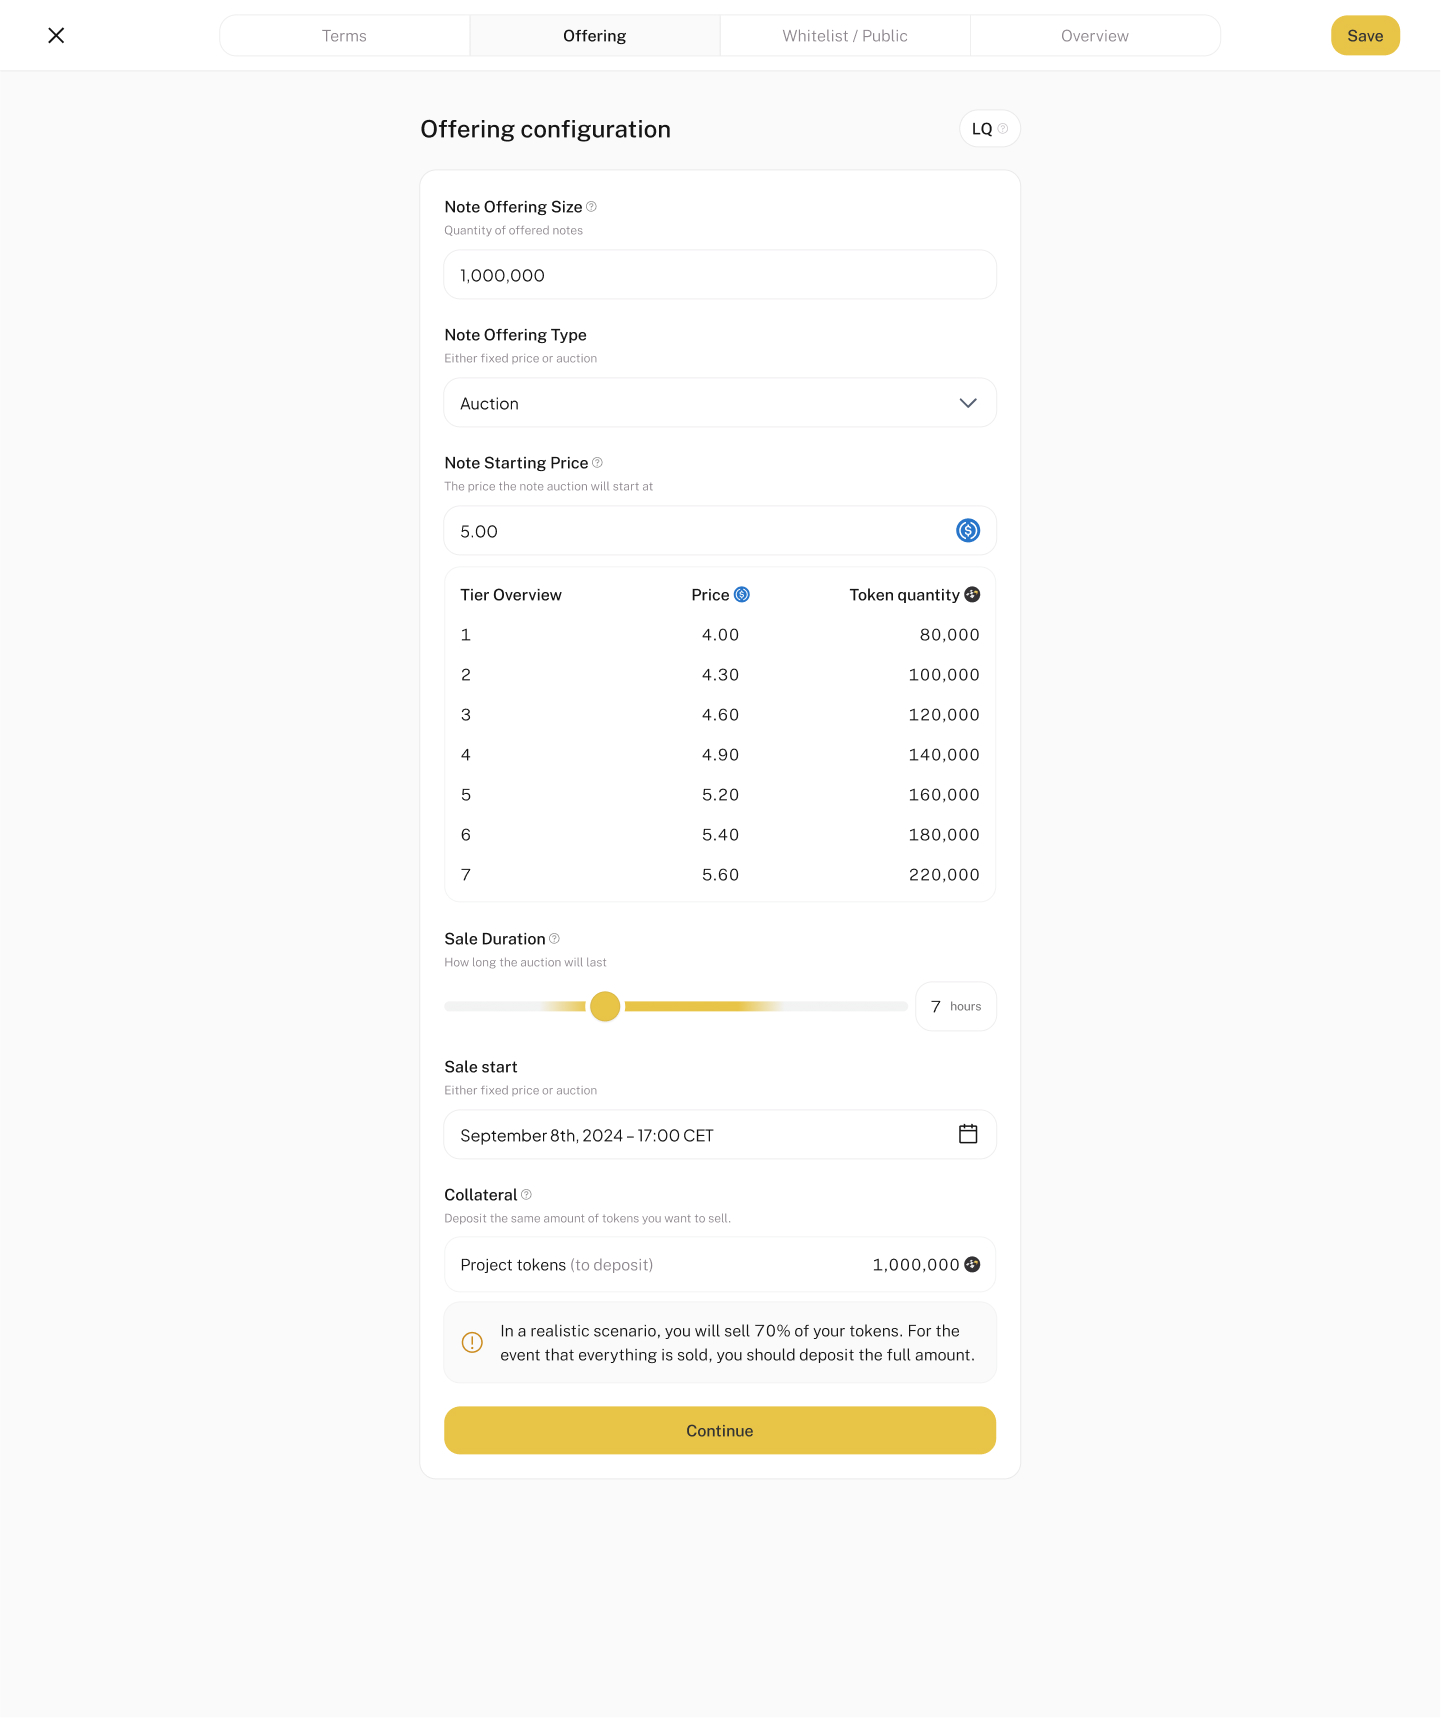 Terms
Offering
Whitelist / Public
Overview
Save
Offering configuration
LQ
Note Offering Size
Quantity of offered notes
1,000,000
Note Offering Type
Either fixed price or auction
Auction
Note Starting Price
The price the note auction will start at
5.00
Tier Overview Price Token quantity
1 4.00 80,000
2 4.30 100,000
3 4.60 120,000
4 4.90 140,000
5 5.20 160,000
6 5.40 180,000
7 5.60 220,000
Sale Duration
How long the auction will last
7 hours
Sale start
Either fixed price or auction
September 8th, 2024 – 17:00 CET
Collateral
Deposit the same amount of tokens you want to sell.
Project tokens (to deposit) 1,000,000
In a realistic scenario, you will sell 70% of your tokens. For the
event that everything is sold, you should deposit the full amount.
Continue